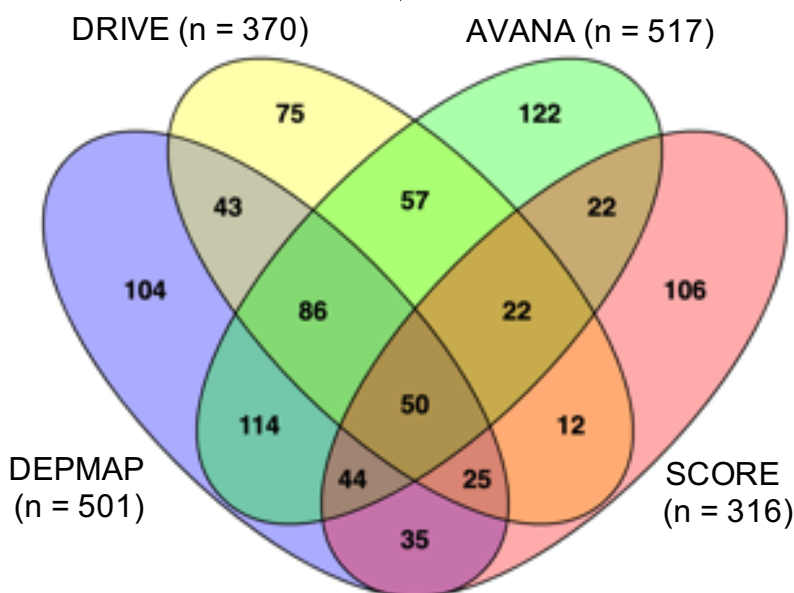 DRIVE (n = 370)
AVANA (n = 517)
75
122
43
57
22
104
86
22
106
50
114
12
44
25
DEPMAP
(n = 501)
SCORE
(n = 316)
35